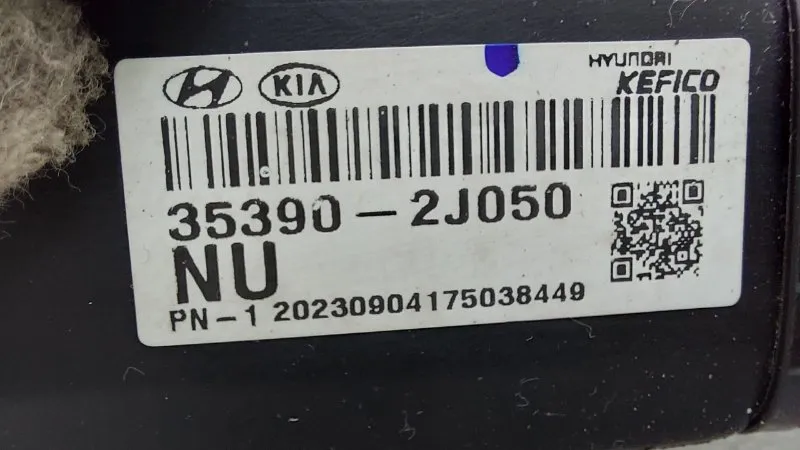 KIA
HYUNDAI
KEFICO
35390-2J050
NU
PN-1 20230904175038449